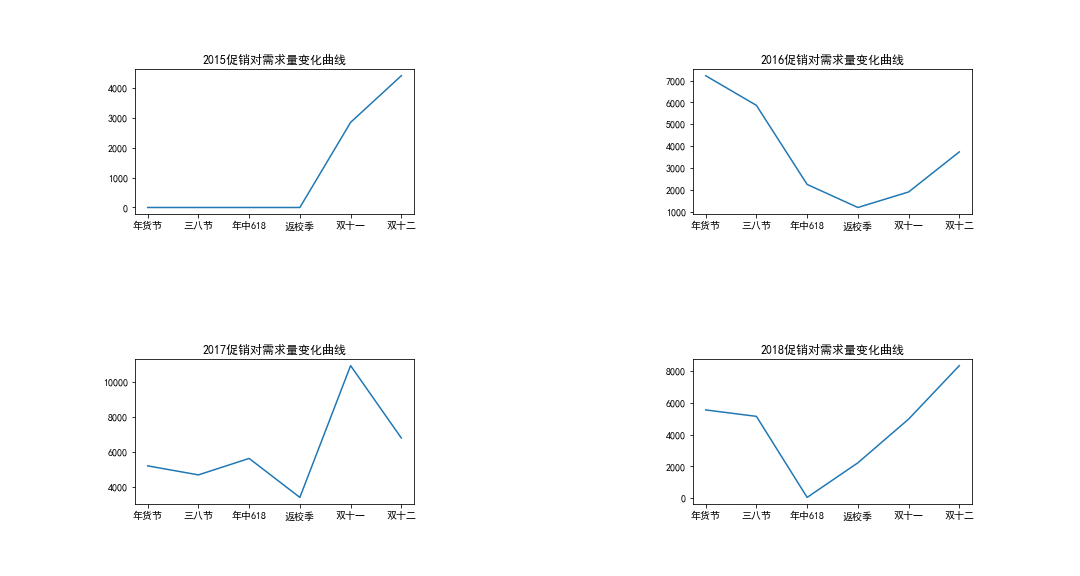 2015促销对需求量变化曲线
4000
3000
2000
1000
0
年货节 三八节 年中618 返校季 双十一 双十二
2016促销对需求量变化曲线
7000
6000
5000
4000
3000
2000
1000
年货节 三八节 年中618 返校季 双十一 双十二
2017促销对需求量变化曲线
10000
8000
6000
4000
年货节 三八节 年中618 返校季 双十一 双十二
2018促销对需求量变化曲线
8000
6000
4000
2000
0
年货节 三八节 年中618 返校季 双十一 双十二